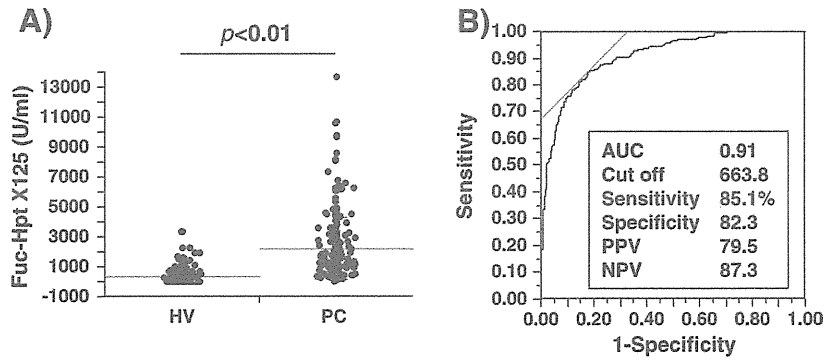 A)
p<0.01
Fuc-Hpt X125 (U/ml)
13000
11000
9000
7000
5000
3000
1000
-1000
HV
PC
B)
Sensitivity
1.00
0.90
0.80
0.70
0.60
0.50
0.40
0.30
0.20
0.10
0.00
AUC 0.91
Cut off 663.8
Sensitivity 85.1%
Specificity 82.3
PPV 79.5
NPV 87.3
0.00 0.20 0.40 0.60 0.80 1.00
1-Specificity